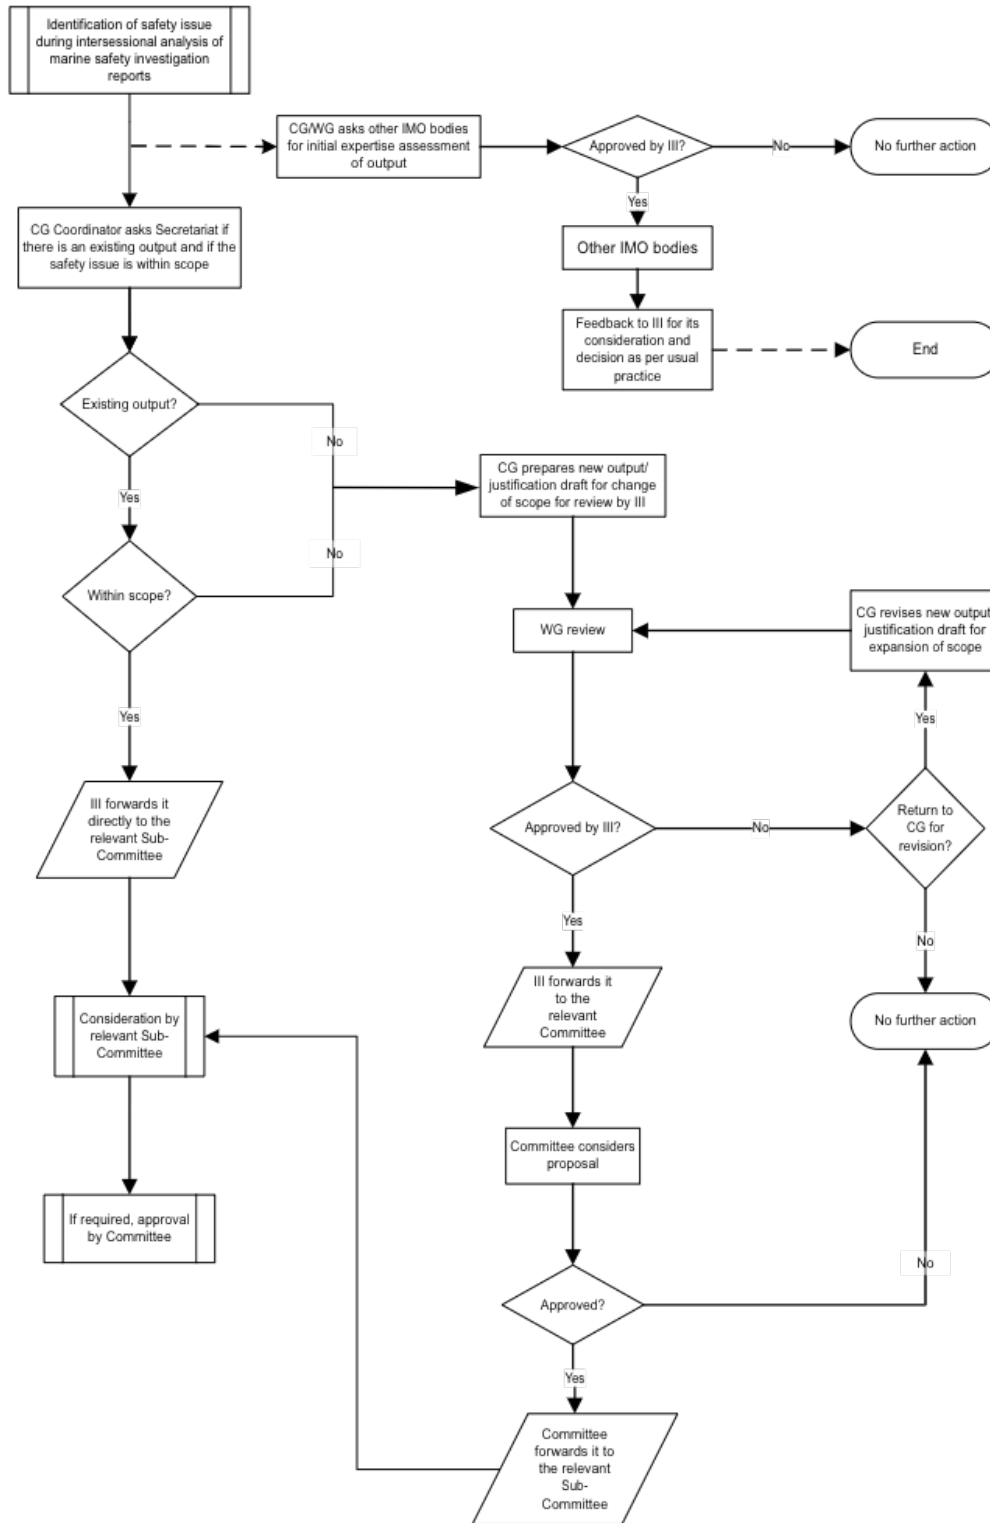 Identification of safety issue
during intersessional analysis of
marine safety investigation
reports
CG/WG asks other IMO bodies
for initial expertise assessment
of output
Approved by III?
No
No further action
Yes
CG Coordinator asks Secretariat if
there is an existing output and if the
safety issue is within scope
Other IMO bodies
Feedback to III for its
consideration and
decision as per usual
practice
End
Existing output?
No
Yes
CG prepares new output/
justification draft for change
of scope for review by III
No
Within scope?
WG review
CG revises new output
justification draft for
expansion of scope
Yes
Yes
III forwards it
directly to the
relevant Sub-
Committee
Approved by III?
No
Return to
CG for
revision?
Yes
No
III forwards it
to the
relevant
Committee
No further action
Consideration by
relevant Sub-
Committee
Committee considers
proposal
If required, approval
by Committee
No
Approved?
Yes
Committee
forwards it to
the relevant
Sub-
Committee